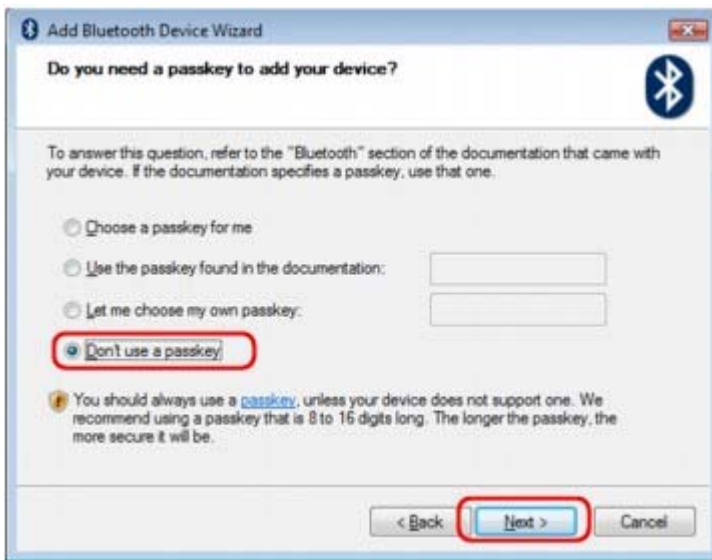 Add Bluetooth Device Wizard
Do you need a passkey to add your device?
To answer this question, refer to the "Bluetooth" section of the documentation that came with
your device. If the documentation specifies a passkey, use that one.
Choose a passkey for me
Use the passkey found in the documentation:
Let me choose my own passkey:
Don't use a passkey
You should always use a passkey, unless your device does not support one. We
recommend using a passkey that is 8 to 16 digits long. The longer the passkey, the
more secure it will be.
< Back
Next >
Cancel